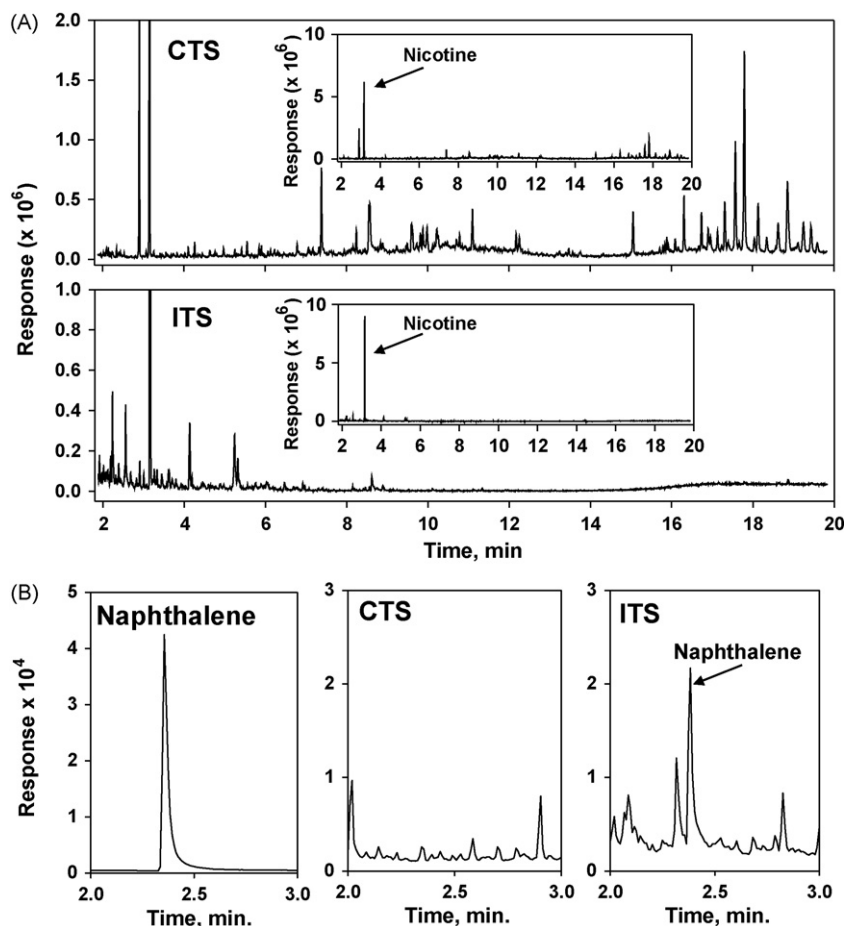 (A)
CTS
Response (x 10⁶)
2.0
1.5
1.0
0.5
0.0
Response (x 10⁶)
10
5
0
Nicotine
2 4 6 8 10 12 14 16 18 20
ITS
1.0
0.8
0.6
0.4
0.2
0.0
Response (x 10⁶)
10
5
0
Nicotine
2 4 6 8 10 12 14 16 18 20
2 4 6 8 10 12 14 16 18 20
Time, min
(B)
Response x 10⁴
5
4
3
2
1
0
Naphthalene
2.0 2.5 3.0
Time, min.
3
2
1
0
CTS
2.0 2.5 3.0
Time, min.
3
2
1
0
ITS
Naphthalene
2.0 2.5 3.0
Time, min.